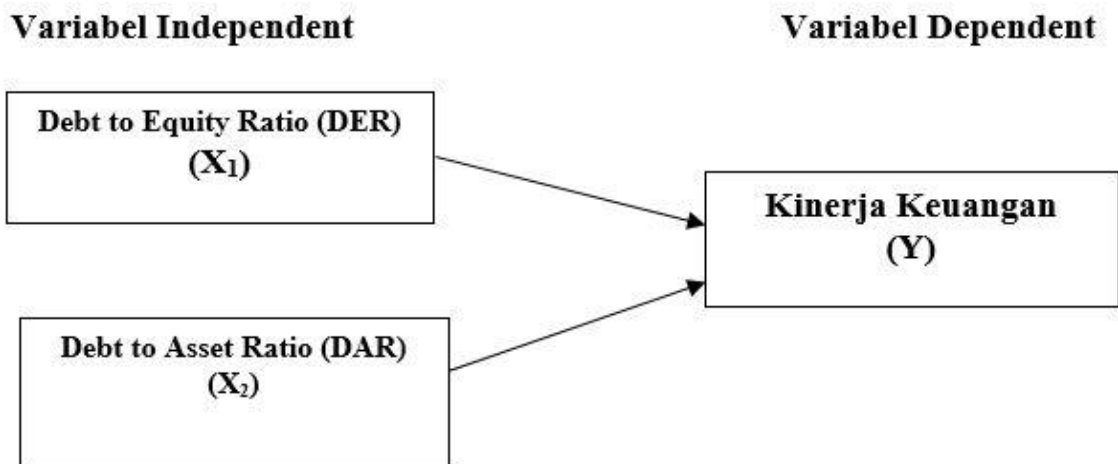 Variabel Independent
Variabel Dependent
Debt to Equity Ratio (DER)
(X₁)
Kinerja Keuangan
(Y)
Debt to Asset Ratio (DAR)
(X₂)